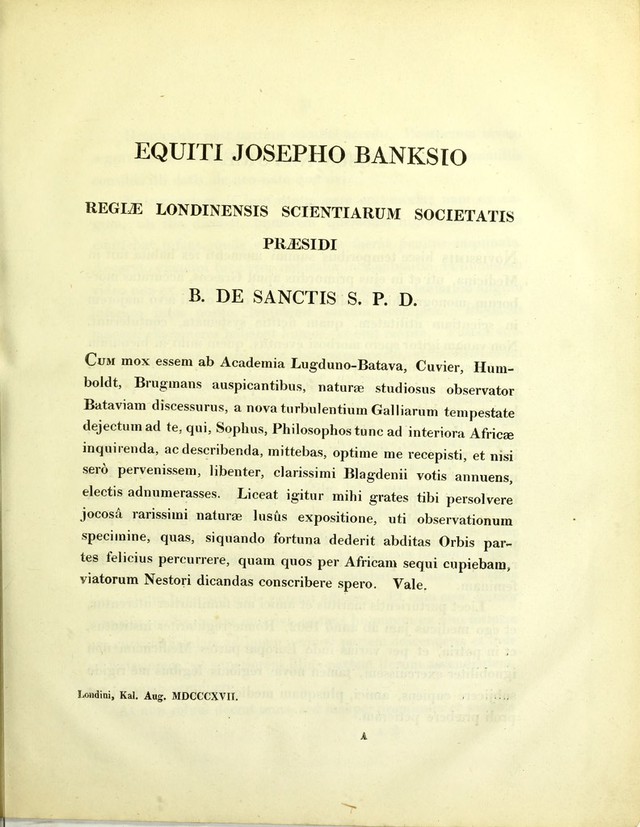 EQUITI JOSEPHO BANKSIO
REGIÆ LONDINENSIS SCIENTIARUM SOCIETATIS
PRÆSIDI
B. DE SANCTIS S. P. D.
Cum mox essem ab Academia Lugduno-Batava, Cuvier, Hum-
boldt, Brugmans auspicantibus, naturæ studiosus observator
Bataviam discessurus, a nova turbulentium Galliarum tempestate
dejectum ad te, qui, Sophus, Philosophos tunc ad interiora Africæ
inquirenda, ac describenda, mittebas, optime me recepisti, et nisi
serò pervenissem, libenter, clarissimi Blagdenii votis annuens,
electis adnumerasses. Liceat igitur mihi grates tibi persolvere
jocosâ rarissimi naturæ lusûs expositione, uti observationum
specimine, quas, siquando fortuna dederit abditas Orbis par-
tes felicius percurrere, quam quos per Africam sequi cupiebam,
viatorum Nestori dicandas conscribere spero. Vale.
Londini, Kal. Aug. MDCCCXVII.
A